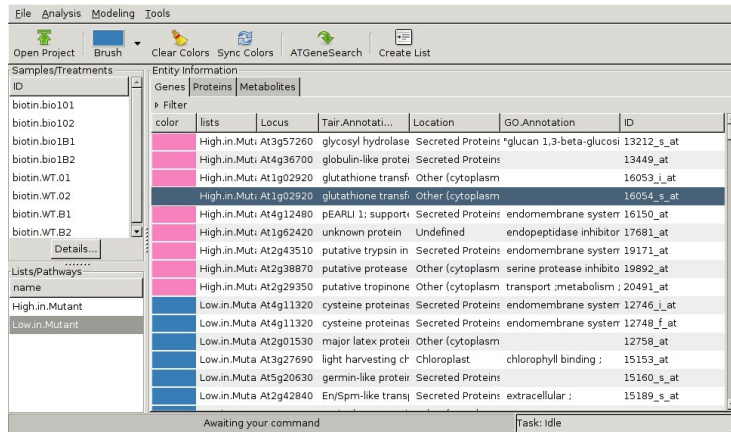 File Analysis Modeling Tools
Open Project Brush Clear Colors Sync Colors ATGeneSearch Create List
Samples/Treatments
ID
biotin.bio101
biotin.bio102
biotin.bio1B1
biotin.bio1B2
biotin.WT.01
biotin.WT.02
biotin.WT.B1
biotin.WT.B2
Details...
Lists/Pathways
name
High.in.Mutant
Low.in.Mutant
Entity Information
Genes Proteins Metabolites
Filter
color lists Locus Tair.Annotati... Location GO.Annotation ID
High.in.Muta At3g57260 glycosyl hydrolase Secreted Proteins "glucan 1,3-beta-glucosi 13212_s_at
High.in.Muta At4g36700 globulin-like protei Secreted Proteins 13449_at
High.in.Muta At1g02920 glutathione transf Other (cytoplasm 16053_i_at
High.in.Muta At1g02920 glutathione transf Other (cytoplasm 16054_s_at
High.in.Muta At4g12480 pEARLI 1; supporte Secreted Proteins endomembrane system 16150_at
High.in.Muta At1g62420 unknown protein Undefined endopeptidase inhibitor 17681_at
High.in.Muta At2g43510 putative trypsin in Secreted Proteins endomembrane system 19171_at
High.in.Muta At2g38870 putative protease Other (cytoplasm serine protease inhibito 19892_at
High.in.Muta At2g29350 putative tropinone Other (cytoplasm transport ;metabolism ; 20491_at
Low.in.Muta At4g11320 cysteine proteinas Secreted Proteins endomembrane system 12746_i_at
Low.in.Muta At4g11320 cysteine proteinas Secreted Proteins endomembrane system 12748_f_at
Low.in.Muta At2g01530 major latex protei Other (cytoplasm 12758_at
Low.in.Muta At3g27690 light harvesting ch Chloroplast chlorophyll binding ; 15153_at
Low.in.Muta At5g20630 germin-like protei Secreted Proteins 15160_s_at
Low.in.Muta At2g42840 En/Spm-like transp Secreted Proteins extracellular ; 15189_s_at
Awaiting your command Task: Idle